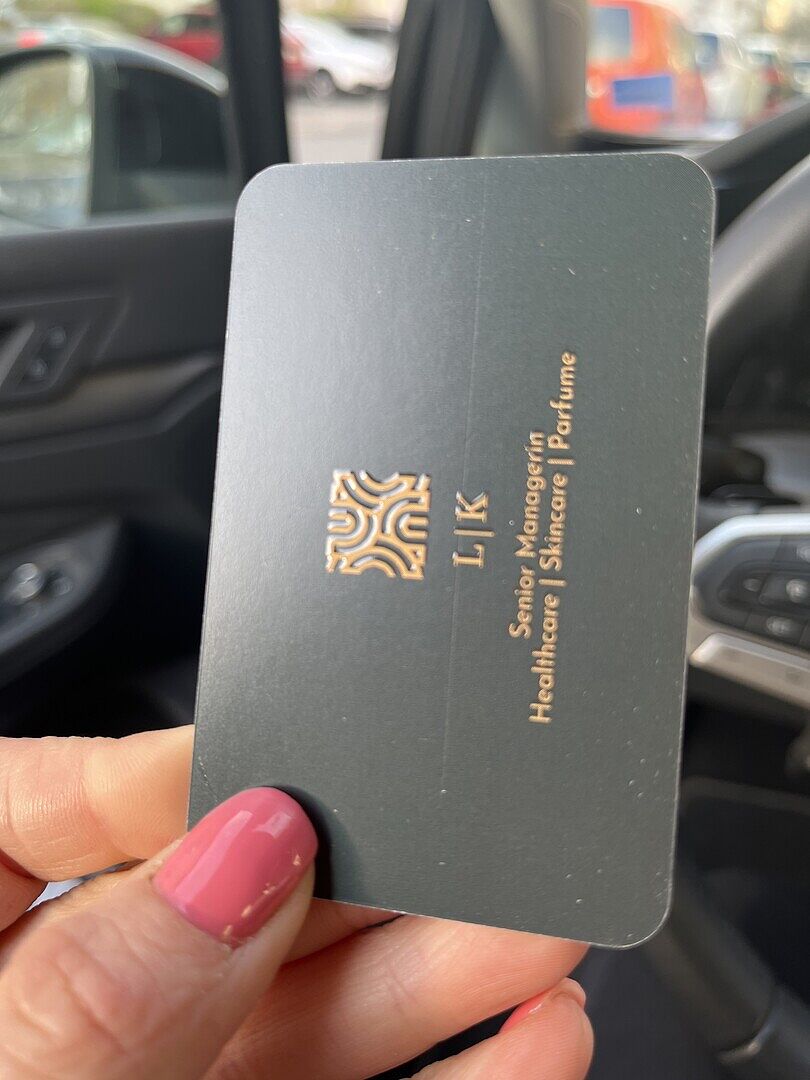 L|K
Senior Managerin
Healthcare | Skincare | Parfume